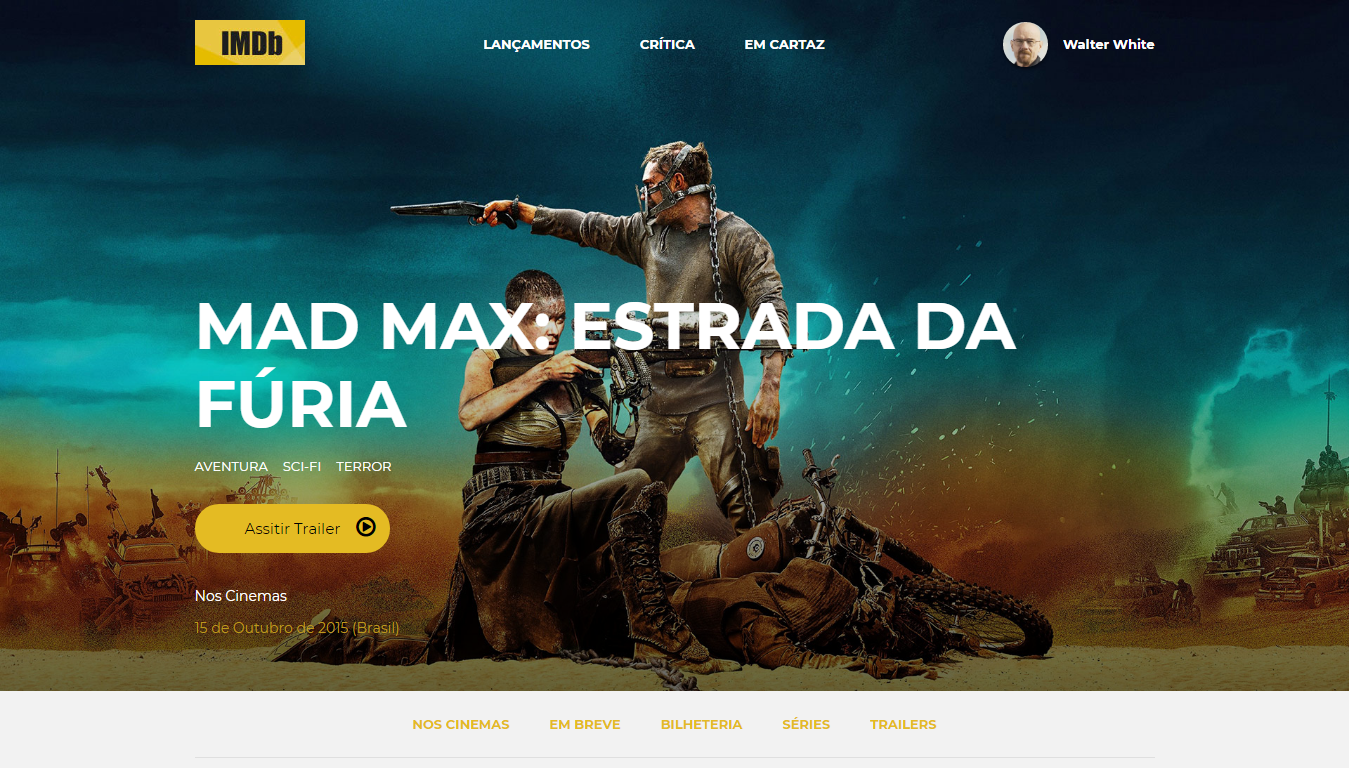 IMDb
LANÇAMENTOS CRÍTICA EM CARTAZ
Walter White
MAD MAX: ESTRADA DA
FÚRIA
AVENTURA SCI-FI TERROR
Assitir Trailer
Nos Cinemas
15 de Outubro de 2015 (Brasil)
NOS CINEMAS EM BREVE BILHETERIA SÉRIES TRAILERS